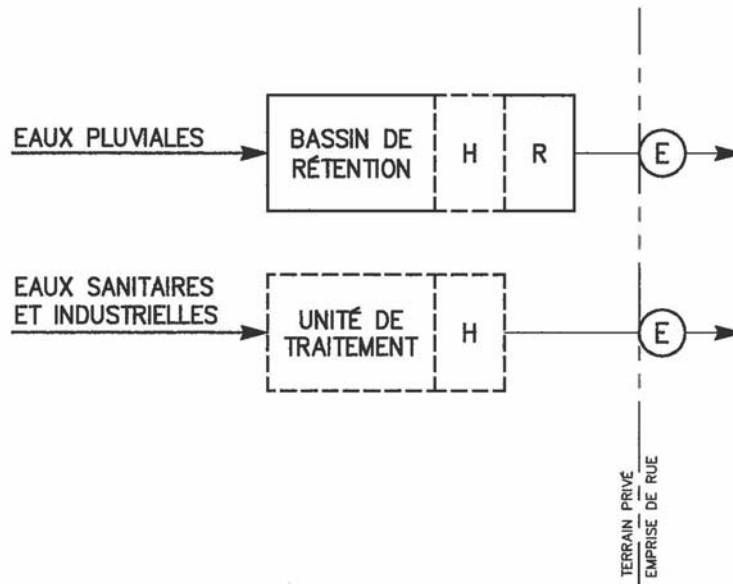 EAUX PLUVIALES
BASSIN DE
RÉTENTION
H
R
E
EAUX SANITAIRES
ET INDUSTRIELLES
UNITÉ DE
TRAITEMENT
H
E
TERRAIN PRIVÉ
EMPRISE DE RUE